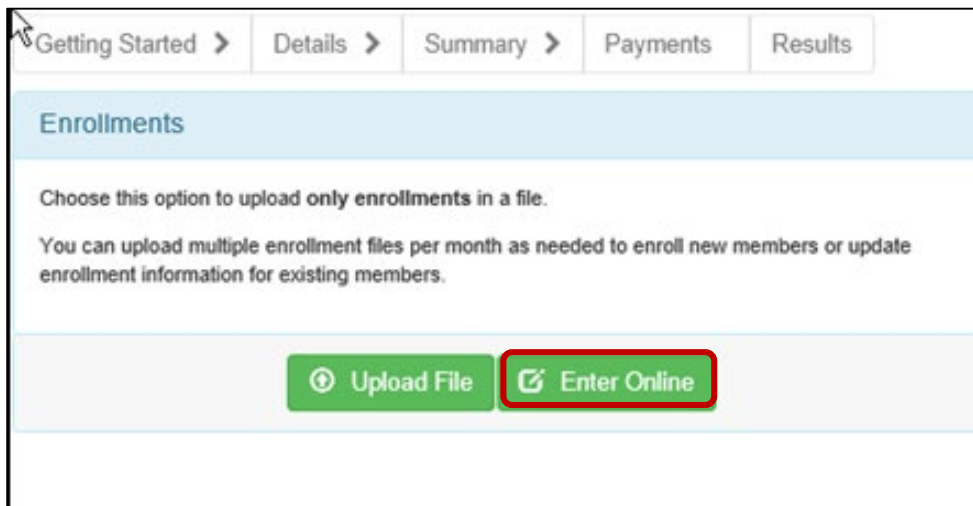 Getting Started Details Summary Payments Results
Enrollments
Choose this option to upload only enrollments in a file.
You can upload multiple enrollment files per month as needed to enroll new members or update
enrollment information for existing members.
Upload File Enter Online